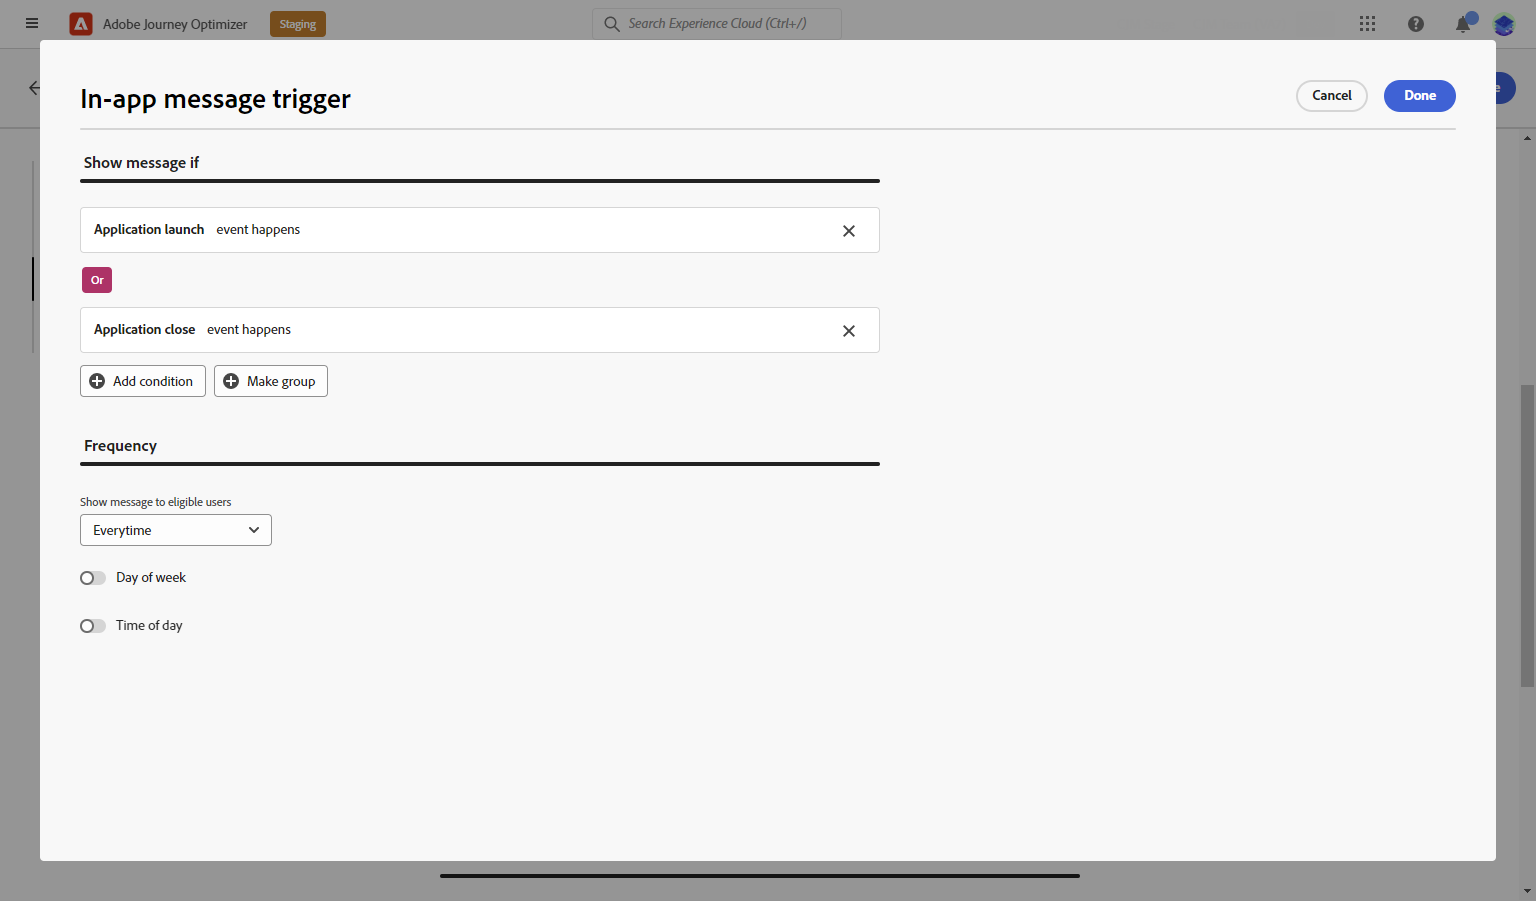 Adobe Journey Optimizer
Staging
Search Experience Cloud (Ctrl+/)
In-app message trigger
Cancel
Done
e
Show message if
Application launch event happens
Or
Application close event happens
Add condition
Make group
Frequency
Show message to eligible users
Everytime
Day of week
Time of day